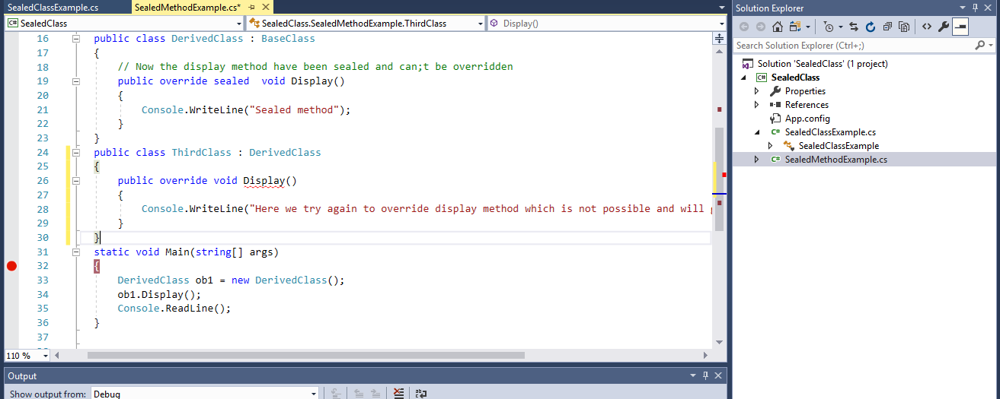 SealedClassExample.cs
SealedMethodExample.cs*
Solution Explorer
C# SealedClass
SealedClass.SealedMethodExample.ThirdClass
Display()
16 public class DerivedClass : BaseClass
17 {
18 // Now the display method have been sealed and can;t be overridden
19 public override sealed  void Display()
20 {
21 Console.WriteLine("Sealed method");
22 }
23 }
24 public class ThirdClass : DerivedClass
25 {
26 public override void Display()
27 {
28 Console.WriteLine("Here we try again to override display method which is not possible and will
29 }
30 }
31 static void Main(string[] args)
32 {
33 DerivedClass ob1 = new DerivedClass();
34 ob1.Display();
35 Console.ReadLine();
36 }
37
110 %
Search Solution Explorer (Ctrl+;)
Solution 'SealedClass' (1 project)
C# SealedClass
Properties
References
App.config
C# SealedClassExample.cs
SealedClassExample
C# SealedMethodExample.cs
Output
Show output from: Debug